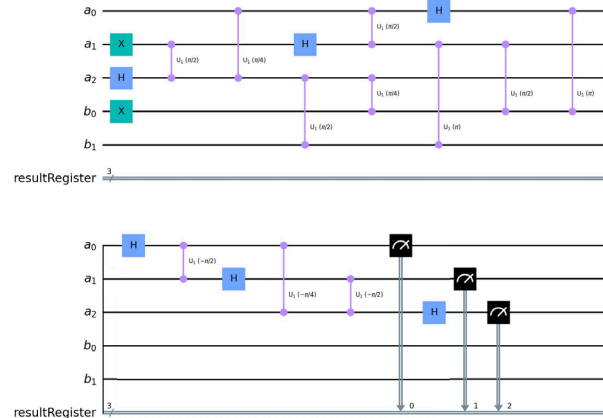 a₀ H
U₁ (π/2)
a₁ X H
U₁ (π/2) U₁ (π/4)
a₂ H
U₁ (π/4) U₁ (π/2) U₁ (π)
b₀ X
U₁ (π/2) U₁ (π)
b₁
resultRegister 3
a₀ H
U₁ (−π/2)
a₁ H
U₁ (−π/4) U₁ (−π/2)
a₂ H
b₀
b₁
resultRegister 3 0 1 2